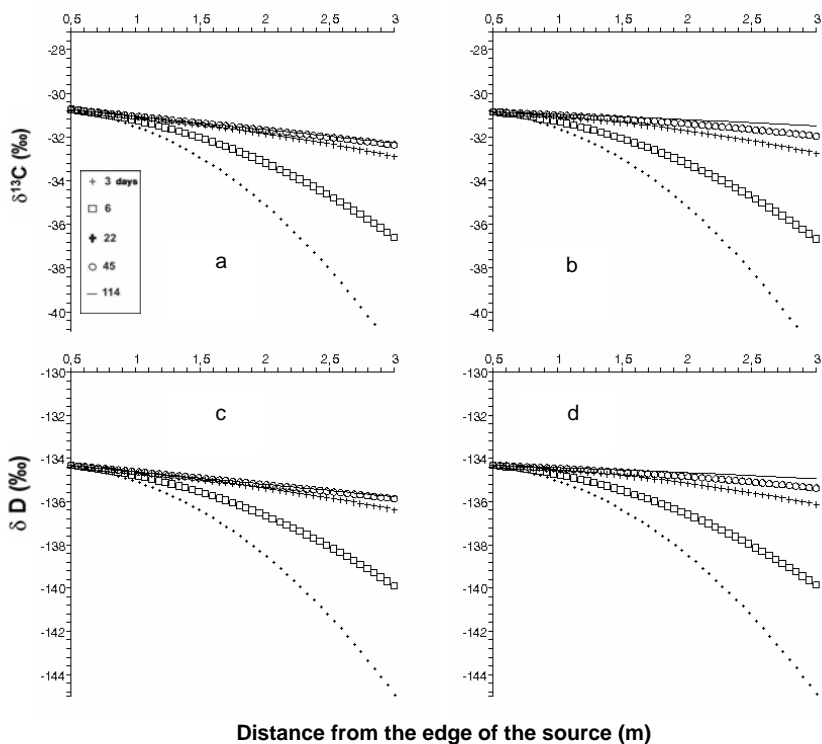 0,5 1 1,5 2 2,5 3
0,5 1 1,5 2 2,5 3
-28
-30
-32
-34
-36
-38
-40
δ¹³C (‰)
3 days
6
22
45
114
a
-28
-30
-32
-34
-36
-38
-40
b
0,5 1 1,5 2 2,5 3
0,5 1 1,5 2 2,5 3
-130
-132
-134
-136
-138
-140
-142
-144
δ D (‰)
c
-130
-132
-134
-136
-138
-140
-142
-144
d
Distance from the edge of the source (m)